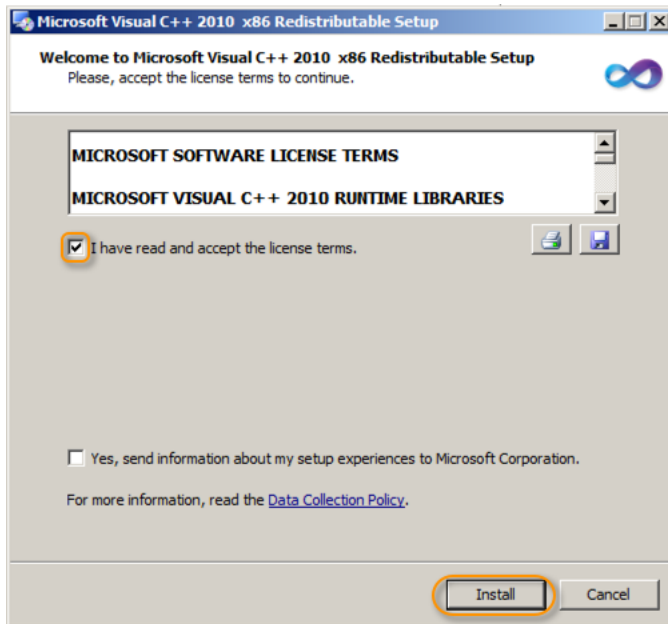 Microsoft Visual C++ 2010 x86 Redistributable Setup
Welcome to Microsoft Visual C++ 2010 x86 Redistributable Setup
Please, accept the license terms to continue.
MICROSOFT SOFTWARE LICENSE TERMS
MICROSOFT VISUAL C++ 2010 RUNTIME LIBRARIES
I have read and accept the license terms.
Yes, send information about my setup experiences to Microsoft Corporation.
For more information, read the Data Collection Policy.
Install
Cancel